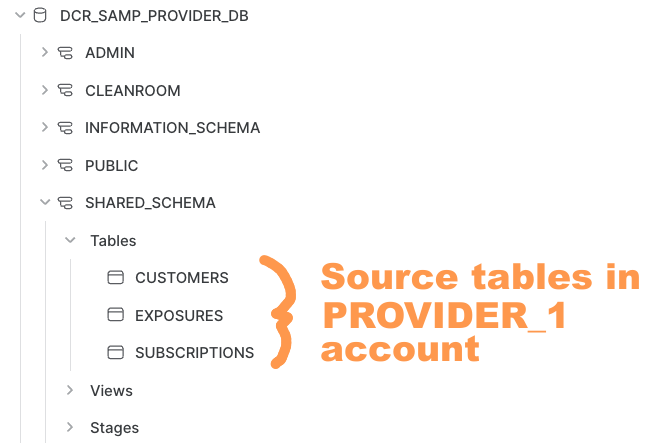 DCR_SAMP_PROVIDER_DB
ADMIN
CLEANROOM
INFORMATION_SCHEMA
PUBLIC
SHARED_SCHEMA
Tables
CUSTOMERS
EXPOSURES
SUBSCRIPTIONS
Source tables in
PROVIDER_1
account
Views
Stages